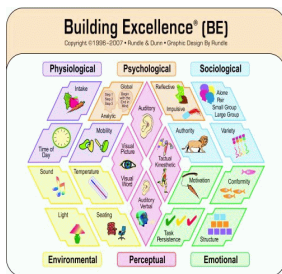 Building Excellence® (BE)
Copyright ©1996-2007 • Rundle & Dunn • Graphic Design By Rundle
Physiological
Psychological
Sociological
Intake
Global
Analytic
Reflective
Impulsive
Alone
Pair
Small Group
Large Group
Auditory
Time of Day
Mobility
Visual Picture
Tactual Kinesthetic
Authority
Variety
Sound
Temperature
Visual Word
Motivation
Conformity
Light
Seating
Auditory Verbal
Task Persistence
Structure
Environmental
Perceptual
Emotional